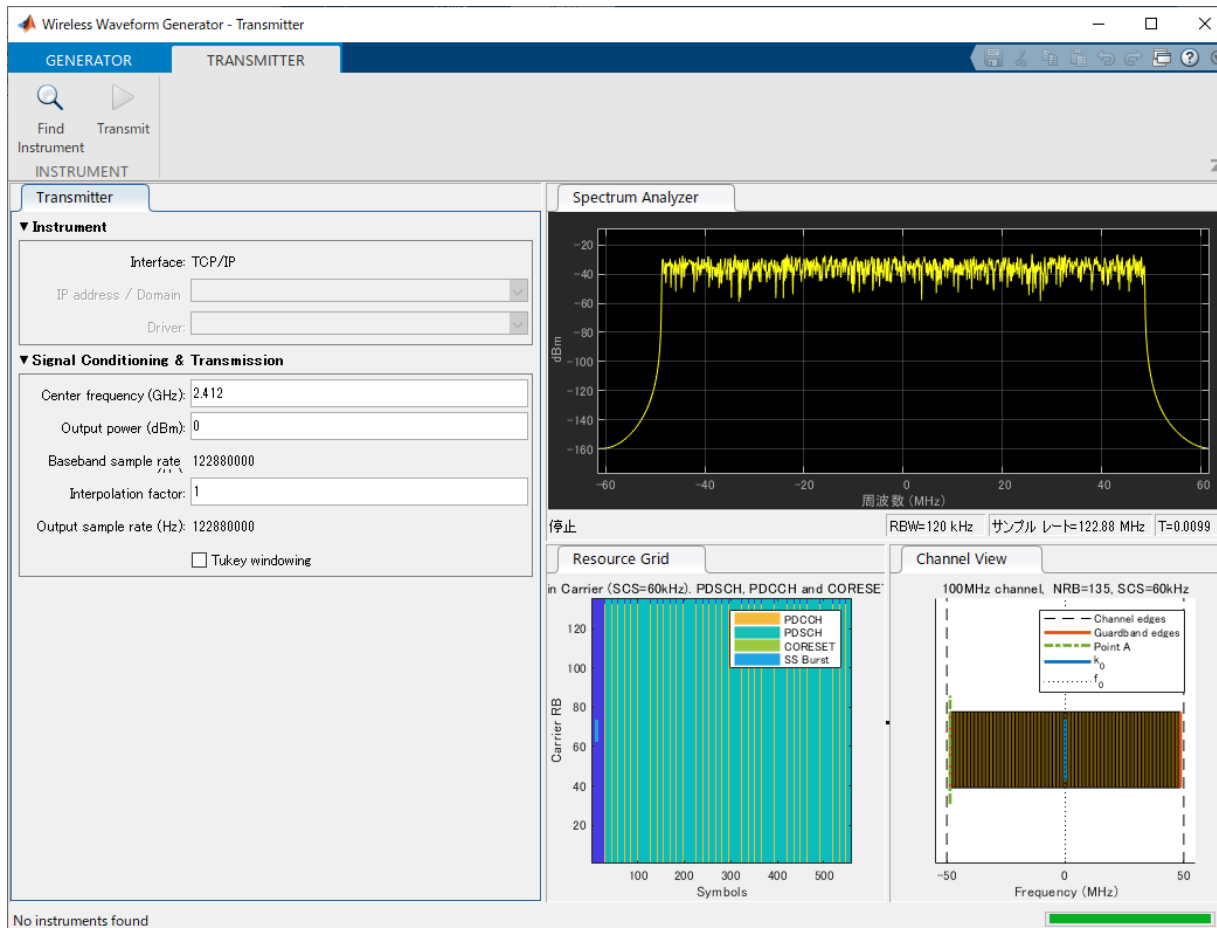 Wireless Waveform Generator - Transmitter
GENERATOR
TRANSMITTER
Find
Instrument
Transmit
INSTRUMENT
Transmitter
▼ Instrument
Interface: TCP/IP
IP address / Domain
Driver:
▼ Signal Conditioning & Transmission
Center frequency (GHz): 2.412
Output power (dBm): 0
Baseband sample rate 122880000
Interpolation factor: 1
Output sample rate (Hz): 122880000
Tukey windowing
Spectrum Analyzer
-20
-40
-60
-80
-100
-120
-140
-160
dBm
-60 -40 -20 0 20 40 60
周波数 (MHz)
停止
RBW=120 kHz サンプル レート=122.88 MHz T=0.0099
Resource Grid
in Carrier (SCS=60kHz). PDSCH, PDCCH and CORESET
PDCCH
PDSCH
CORESET
SS Burst
120
100
80
60
40
20
Carrier RB
100 200 300 400 500
Symbols
Channel View
100MHz channel, NRB=135, SCS=60kHz
Channel edges
Guardband edges
Point A
k0
f0
-50 0 50
Frequency (MHz)
No instruments found